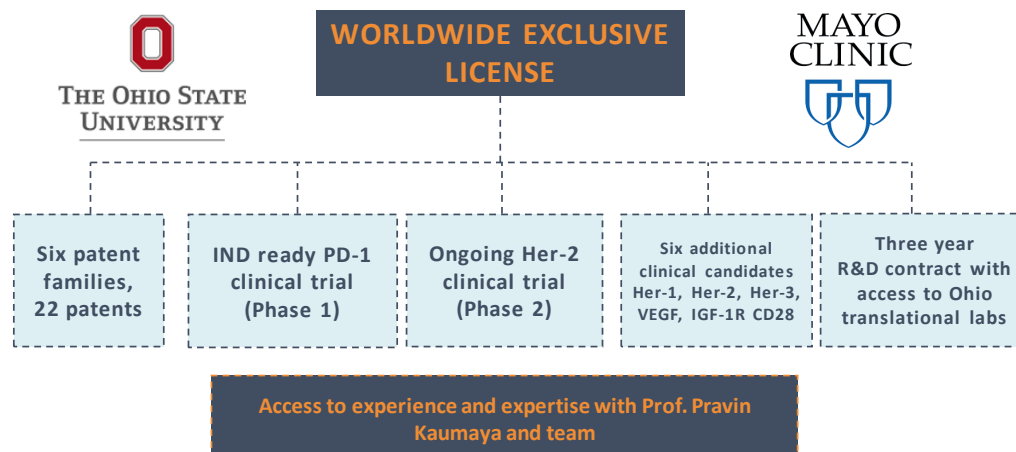 WORLDWIDE EXCLUSIVE
LICENSE
THE OHIO STATE
UNIVERSITY
MAYO
CLINIC
Six patent
families,
22 patents
IND ready PD-1
clinical trial
(Phase 1)
Ongoing Her-2
clinical trial
(Phase 2)
Six additional
clinical candidates
Her-1, Her-2, Her-3,
VEGF, IGF-1R CD28
Three year
R&D contract with
access to Ohio
translational labs
Access to experience and expertise with Prof. Pravin
Kaumaya and team